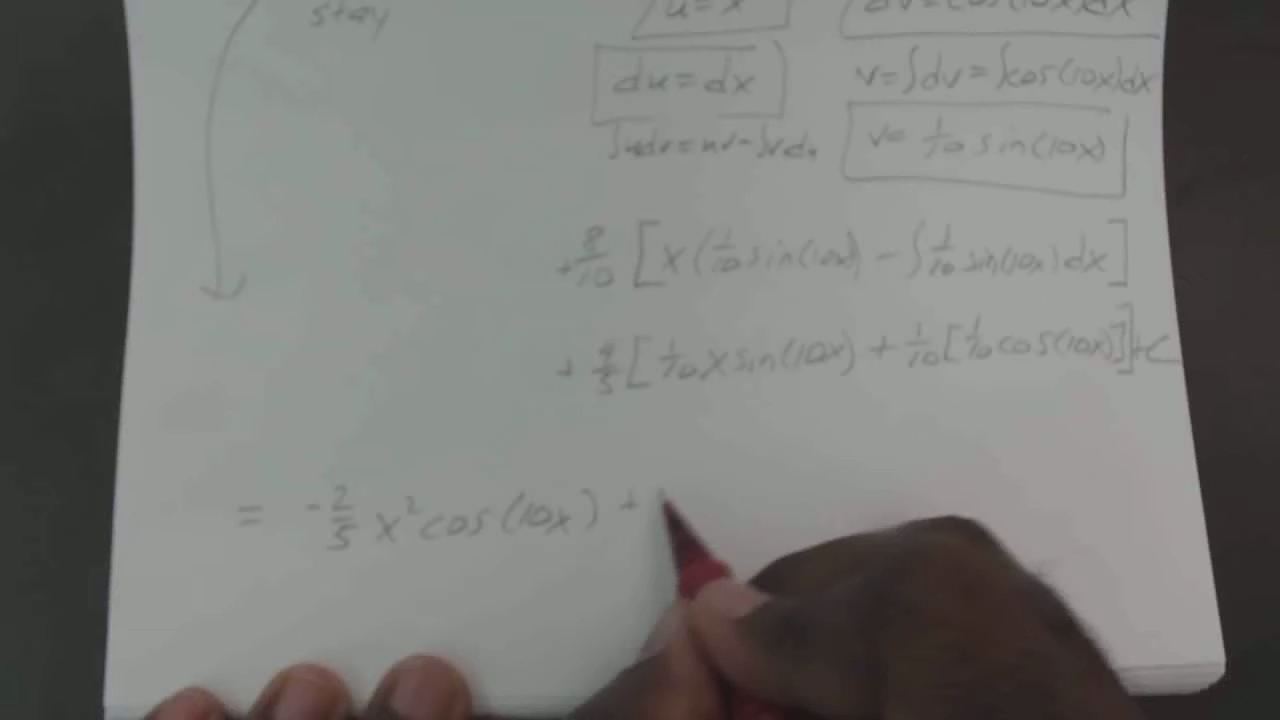 stay
u = x
dv = cos(10x)dx
du = dx
v = ∫dv = ∫cos(10x)dx
∫udv = uv - ∫vdu
v = 1/10 sin(10x)
+ 8/10 [x(1/10 sin(10x) - ∫ 1/10 sin(10x) dx]
+ 4/5 [1/10 x sin(10x) + 1/10 [1/10 cos(10x)]] + C
= - 2/5 x² cos(10x) +